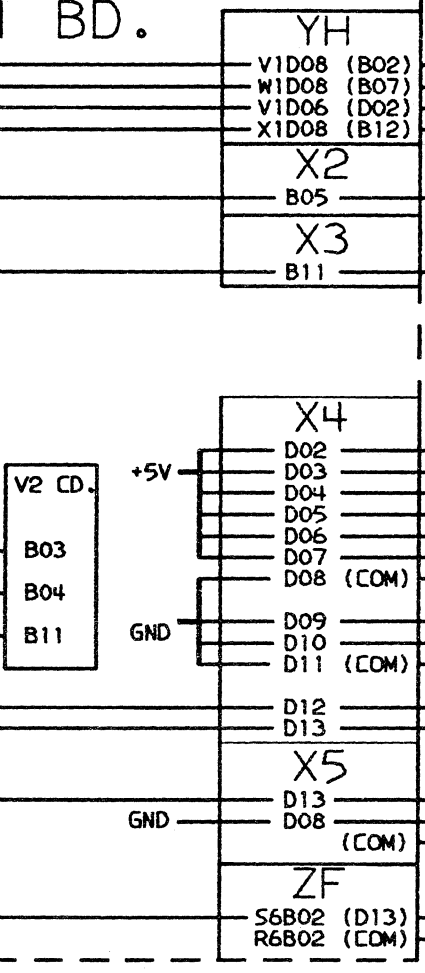 BD.
YH
V1D08 (B02)
W1D08 (B07)
V1D06 (D02)
X1D08 (B12)
X2
B05
X3
B11
X4
D02
+5V
D03
D04
D05
D06
D07
D08 (COM)
V2 CD.
B03
B04
B11
GND
D09
D10
D11 (COM)
D12
D13
X5
D13
GND
D08
(COM)
ZF
S6B02 (D13)
R6B02 (COM)